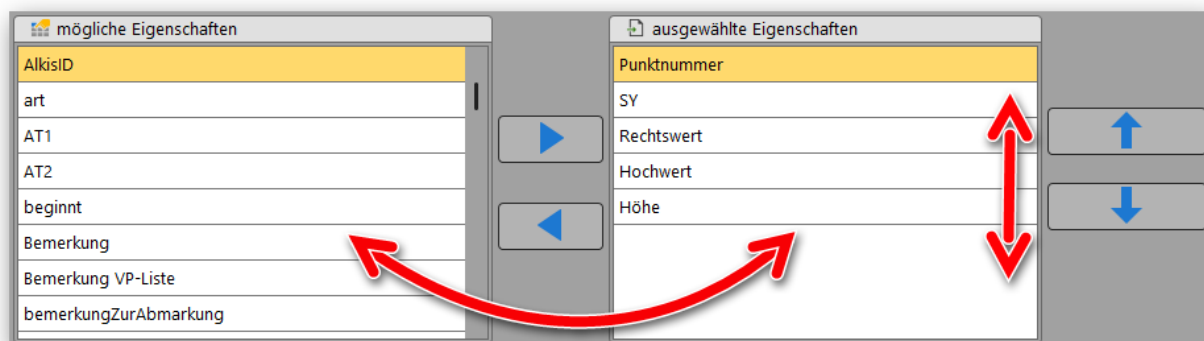 mögliche Eigenschaften
AlkisID
art
AT1
AT2
beginnt
Bemerkung
Bemerkung VP-Liste
bemerkungZurAbmarkung
ausgewählte Eigenschaften
Punktnummer
SY
Rechtswert
Hochwert
Höhe